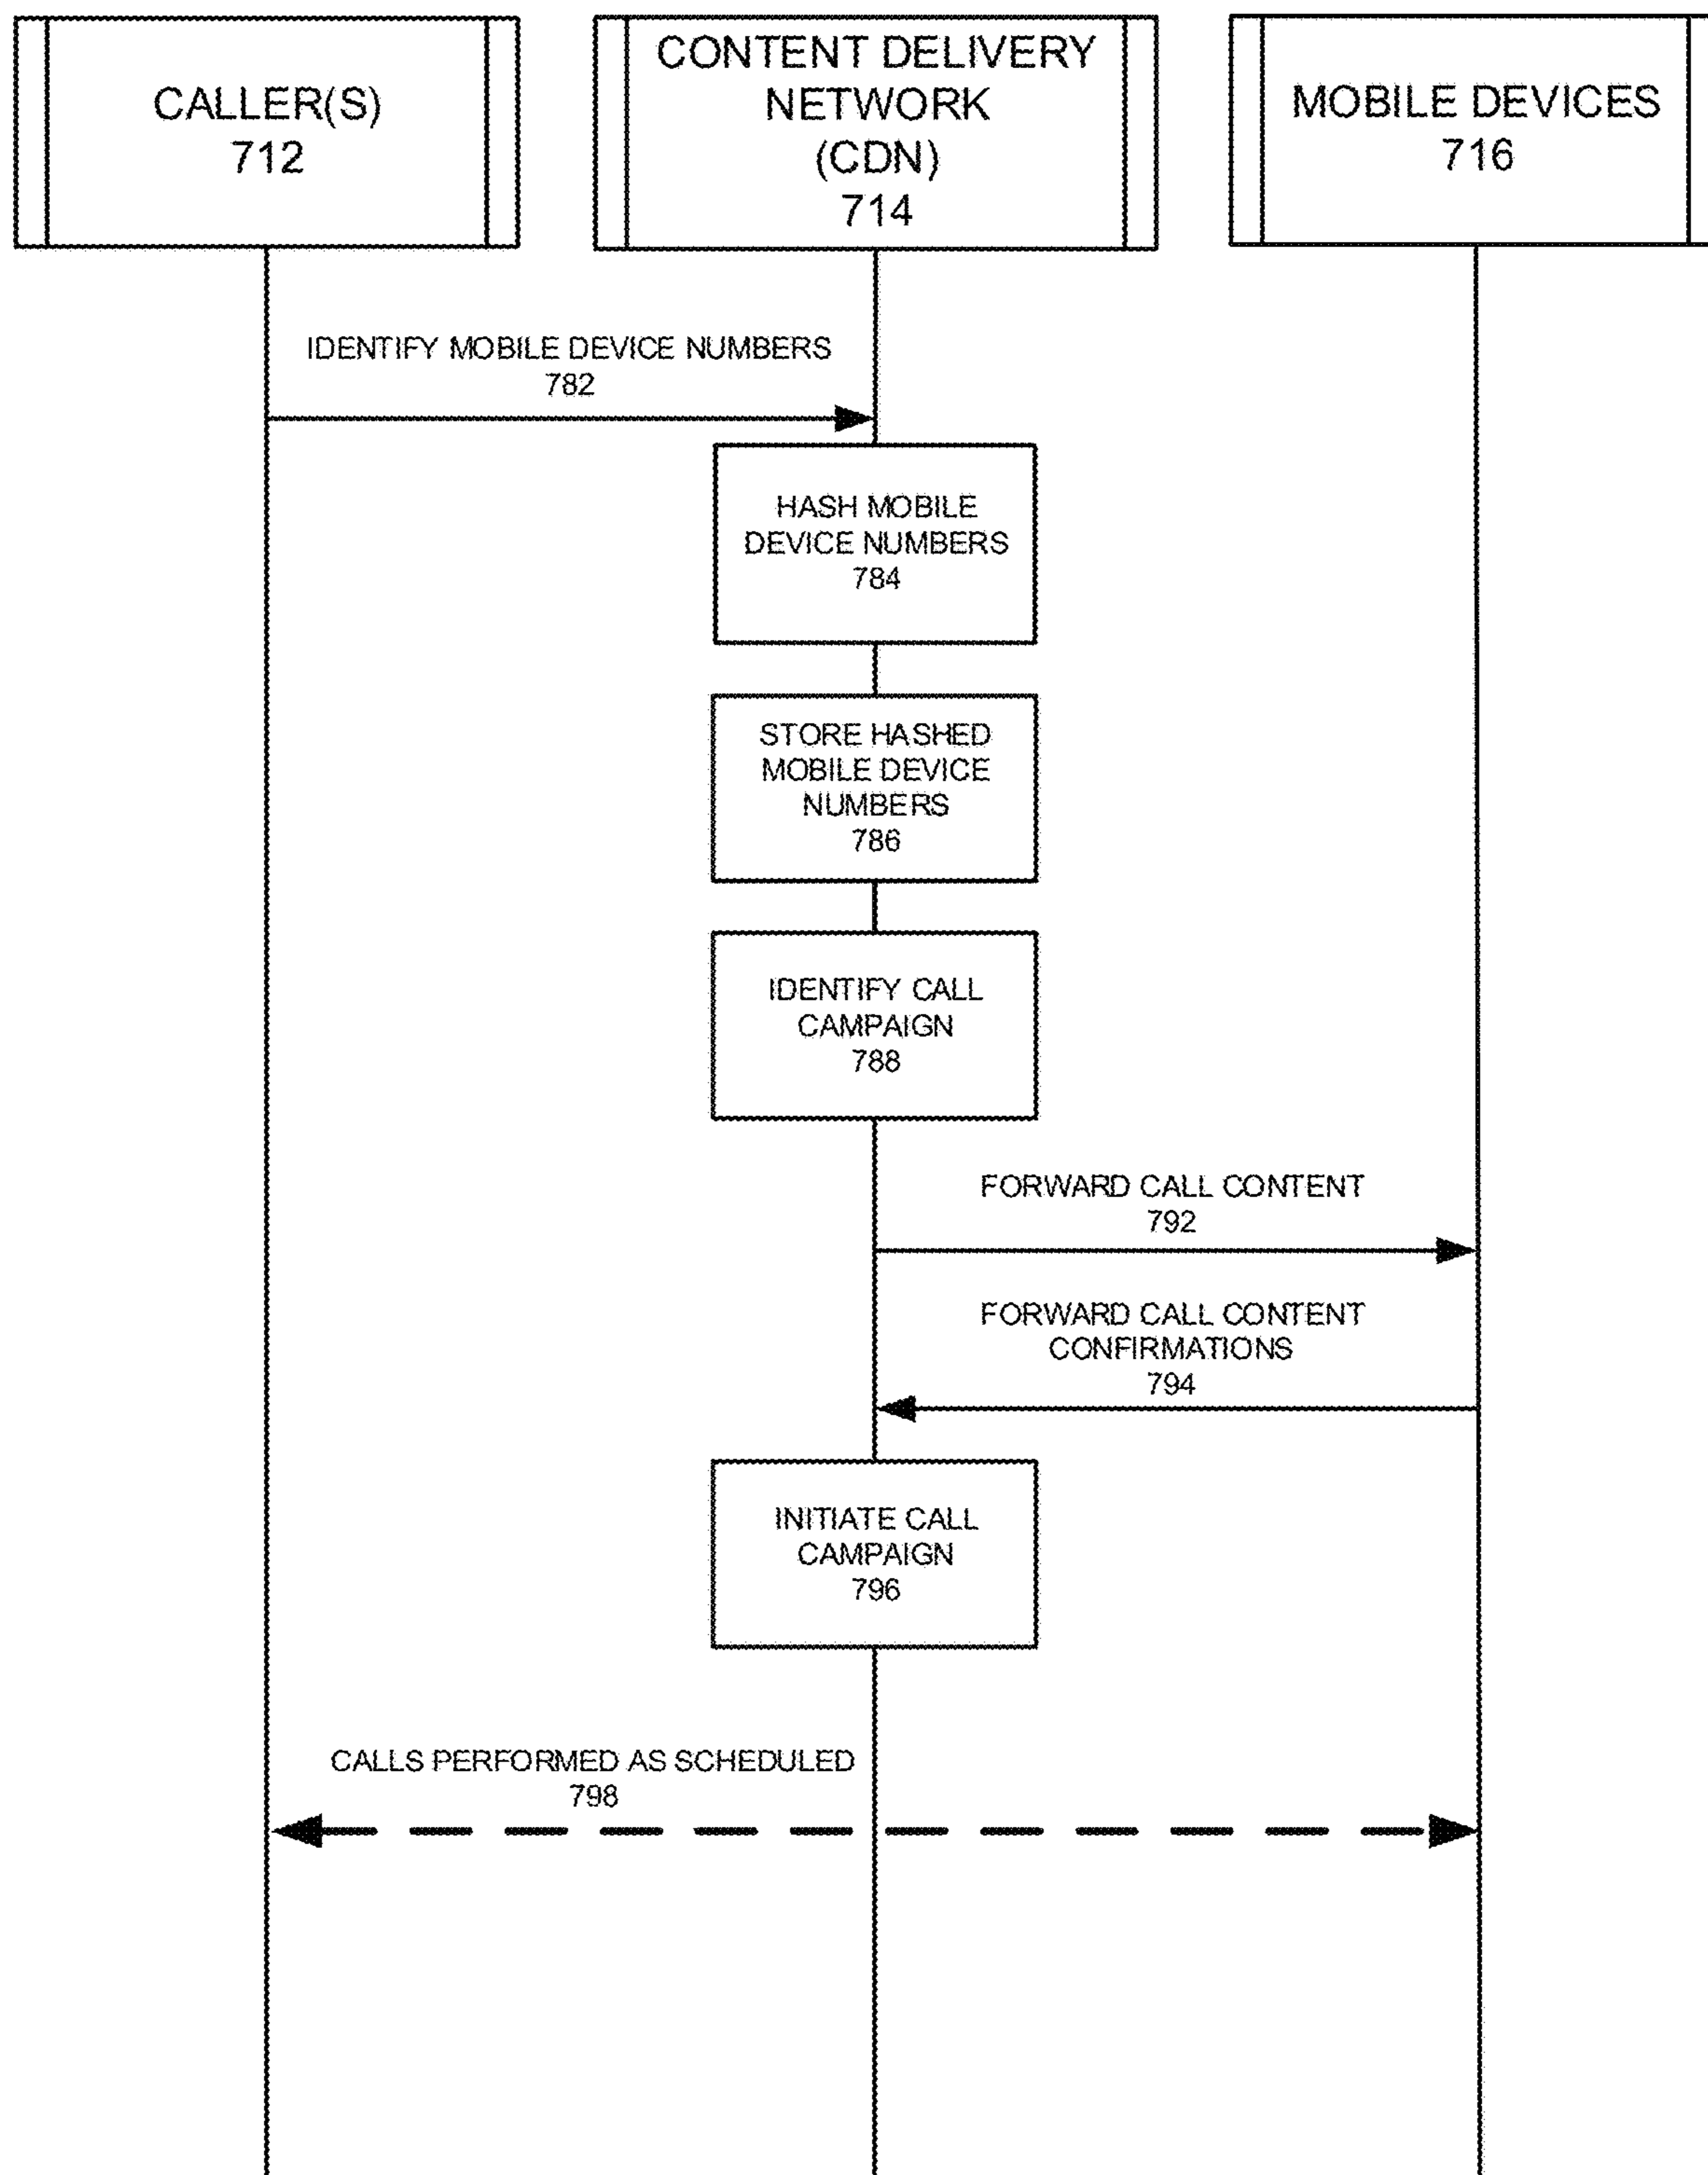 CALLER(S)
712
CONTENT DELIVERY
NETWORK
(CDN)
714
MOBILE DEVICES
716
IDENTIFY MOBILE DEVICE NUMBERS
782
HASH MOBILE
DEVICE NUMBERS
784
STORE HASHED
MOBILE DEVICE
NUMBERS
786
IDENTIFY CALL
CAMPAIGN
788
FORWARD CALL CONTENT
792
FORWARD CALL CONTENT
CONFIRMATIONS
794
INITIATE CALL
CAMPAIGN
796
CALLS PERFORMED AS SCHEDULED
798